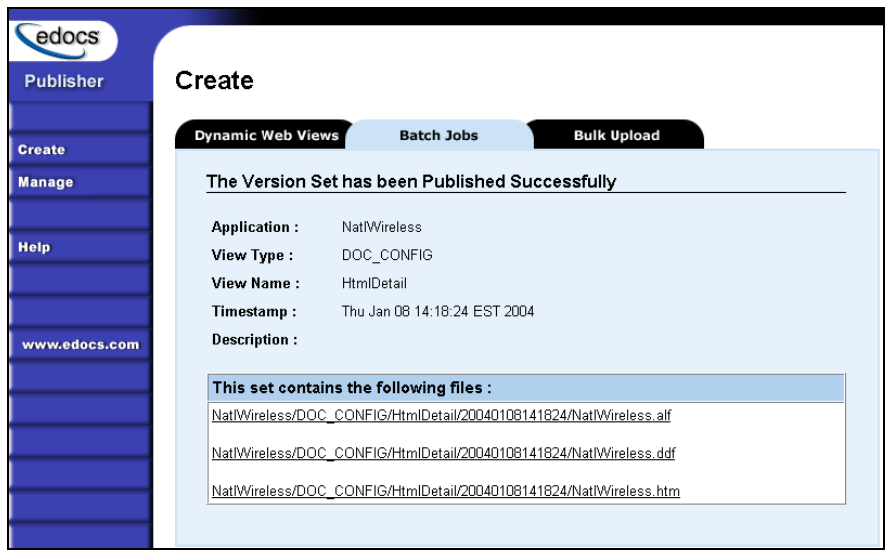 edocs
Publisher
Create
Manage
Help
www.edocs.com
Create
Dynamic Web Views
Batch Jobs
Bulk Upload
The Version Set has been Published Successfully
Application : NatlWireless
View Type : DOC_CONFIG
View Name : HtmlDetail
Timestamp : Thu Jan 08 14:18:24 EST 2004
Description :
This set contains the following files :
NatlWireless/DOC_CONFIG/HtmlDetail/20040108141824/NatlWireless.alf
NatlWireless/DOC_CONFIG/HtmlDetail/20040108141824/NatlWireless.ddf
NatlWireless/DOC_CONFIG/HtmlDetail/20040108141824/NatlWireless.htm